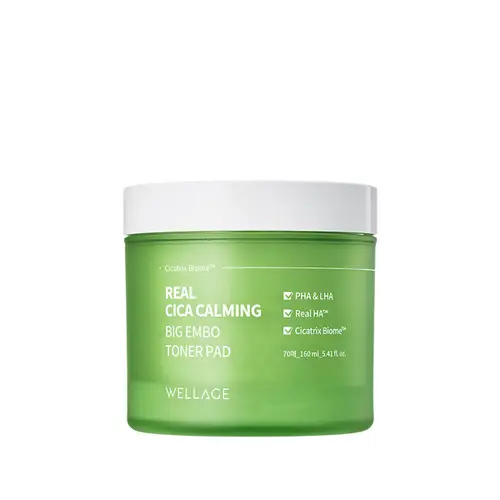 Cicatrix Biome™
REAL
CICA CALMING
BIG EMBO
TONER PAD
PHA & LHA
Real HA™
Cicatrix Biome™
70매_160 ml_5.41 fl. oz.
WELLAGE